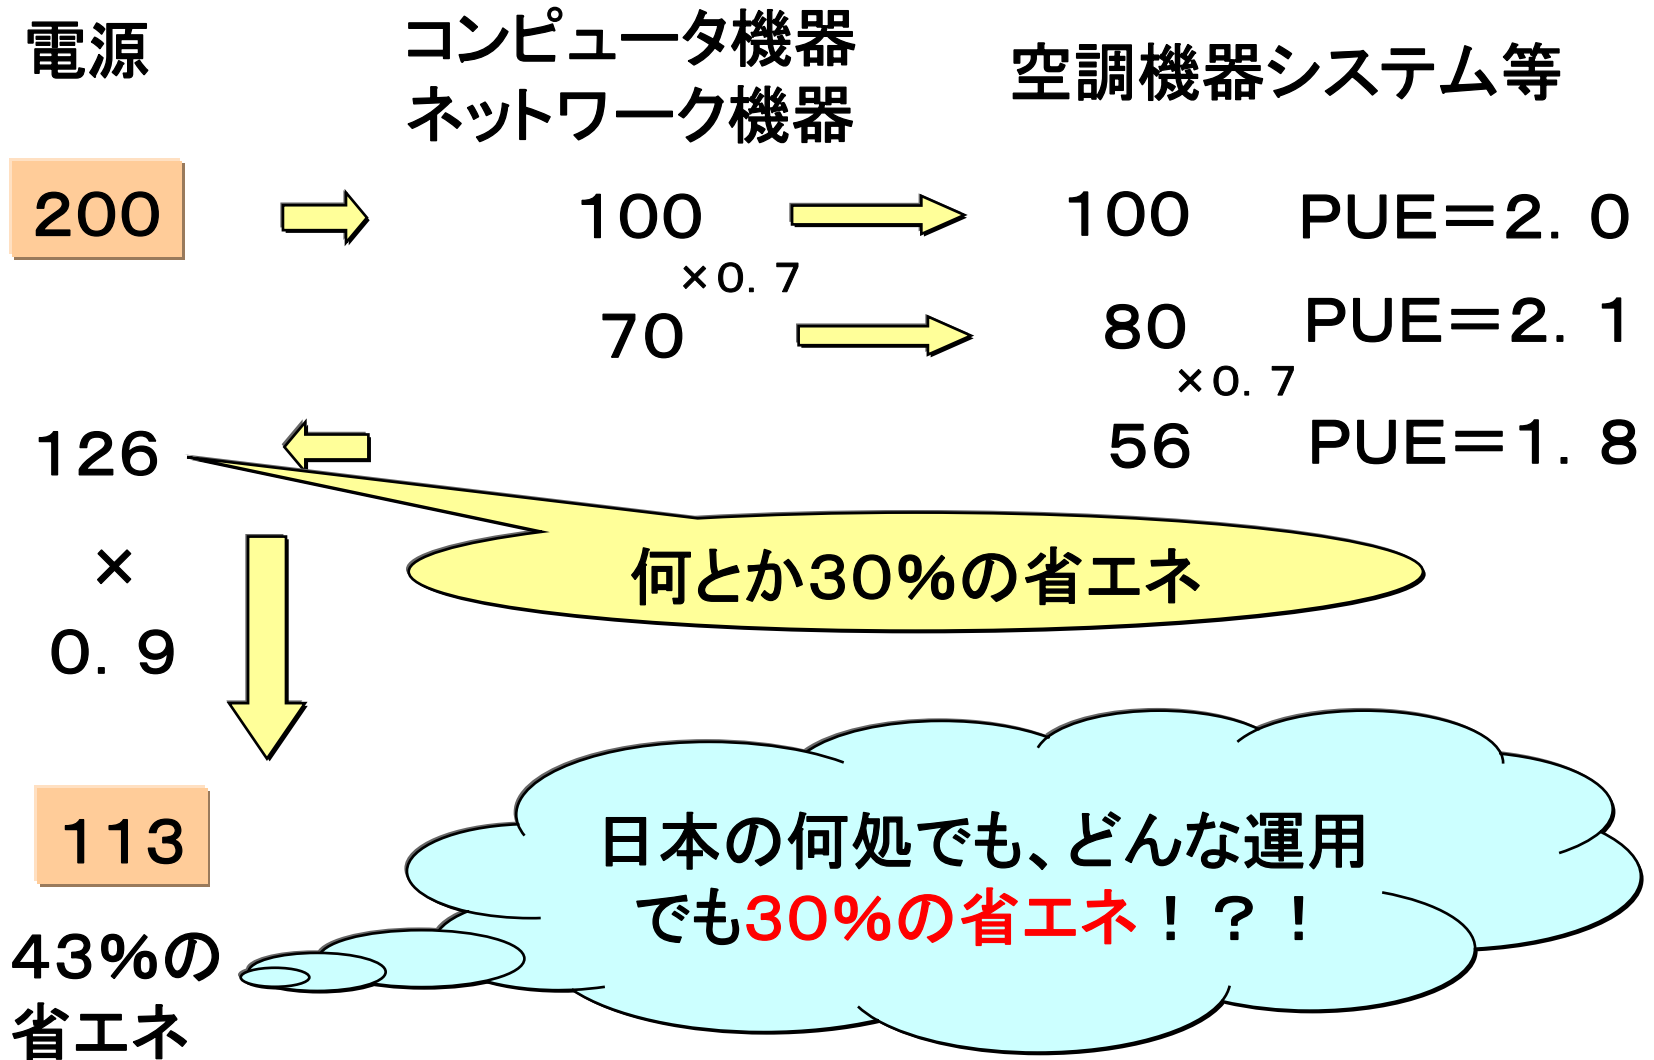 電源
コンピュータ機器
ネットワーク機器
空調機器システム等
200
100
100
PUE=2.0
×0.7
70
80
PUE=2.1
×0.7
126
56
PUE=1.8
何とか30%の省エネ
×
0.9
113
日本の何処でも、どんな運用
でも30%の省エネ!?!
43%の
省エネ